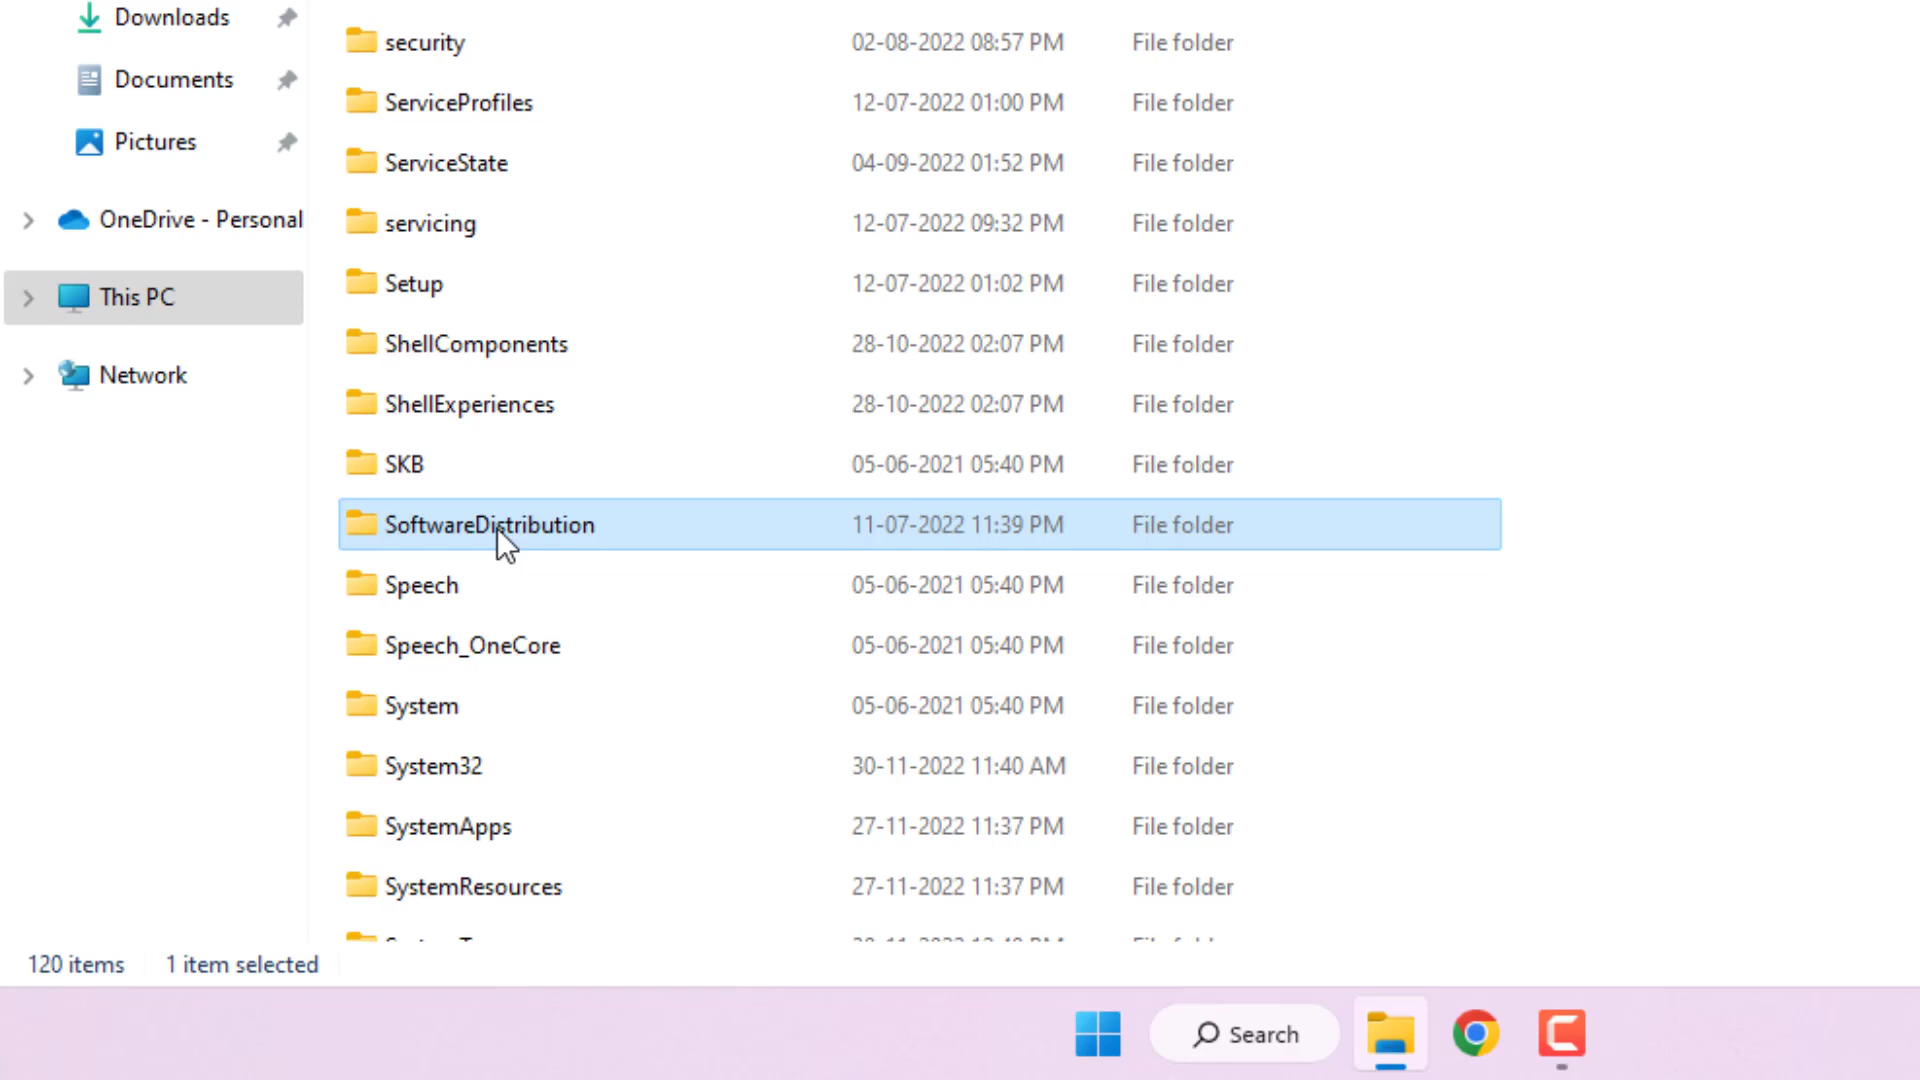 Downloads
Documents
Pictures
OneDrive - Personal
This PC
Network
security 02-08-2022 08:57 PM File folder
ServiceProfiles 12-07-2022 01:00 PM File folder
ServiceState 04-09-2022 01:52 PM File folder
servicing 12-07-2022 09:32 PM File folder
Setup 12-07-2022 01:02 PM File folder
ShellComponents 28-10-2022 02:07 PM File folder
ShellExperiences 28-10-2022 02:07 PM File folder
SKB 05-06-2021 05:40 PM File folder
SoftwareDistribution 11-07-2022 11:39 PM File folder
Speech 05-06-2021 05:40 PM File folder
Speech_OneCore 05-06-2021 05:40 PM File folder
System 05-06-2021 05:40 PM File folder
System32 30-11-2022 11:40 AM File folder
SystemApps 27-11-2022 11:37 PM File folder
SystemResources 27-11-2022 11:37 PM File folder
120 items 1 item selected
Search